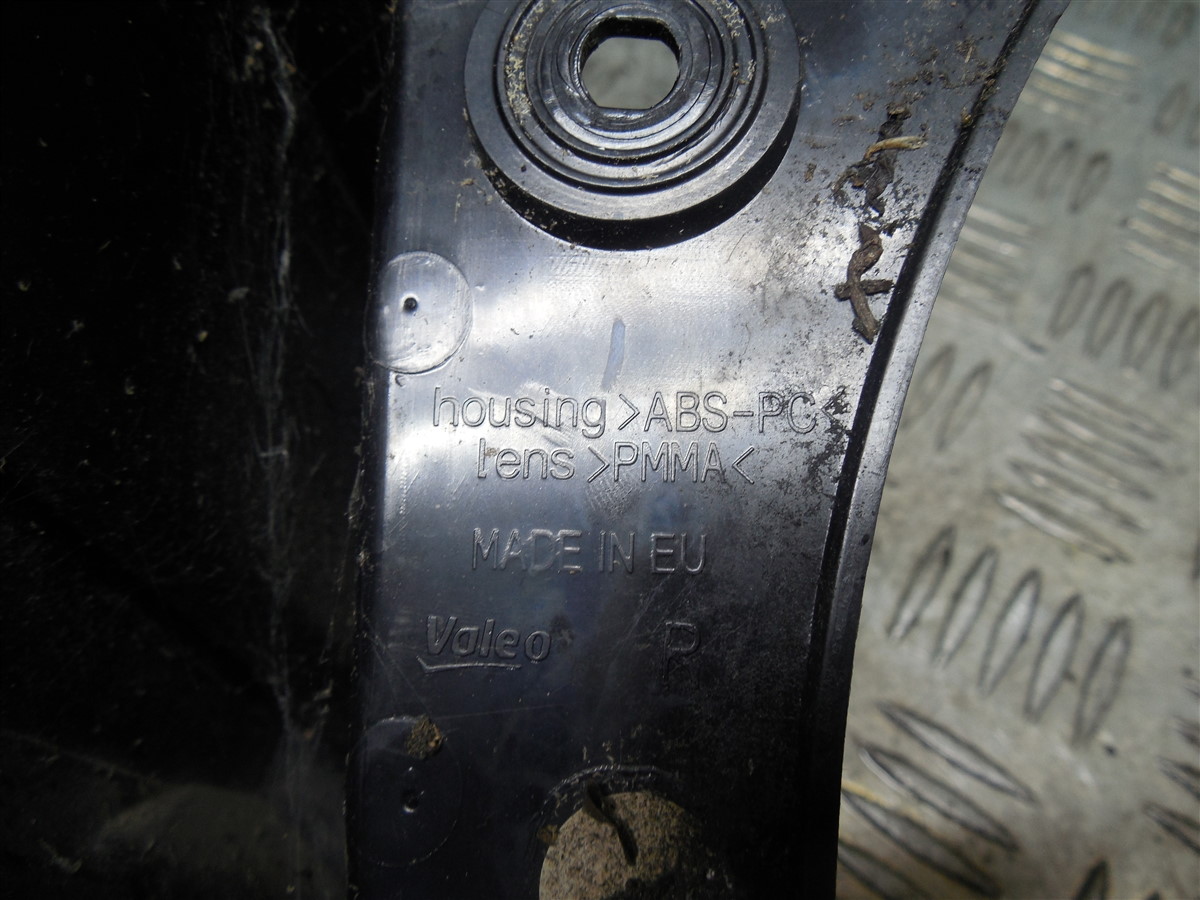 housing >ABS-PC<
lens >PMMA<
MADE IN EU
Valeo P